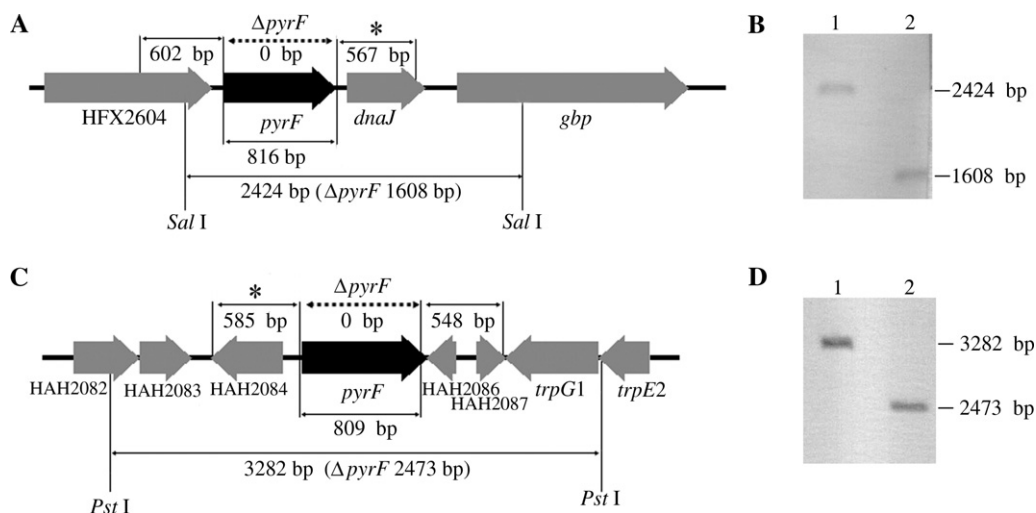 A
ΔpyrF
*
602 bp
0 bp
567 bp
HFX2604
pyrF
dnaJ
gbp
816 bp
2424 bp (ΔpyrF 1608 bp)
Sal I
Sal I
B
1 2
2424 bp
1608 bp
C
*
ΔpyrF
585 bp
0 bp
548 bp
HAH2082
HAH2083
HAH2084
pyrF
HAH2086
HAH2087
trpG1
trpE2
809 bp
3282 bp (ΔpyrF 2473 bp)
Pst I
Pst I
D
1 2
3282 bp
2473 bp